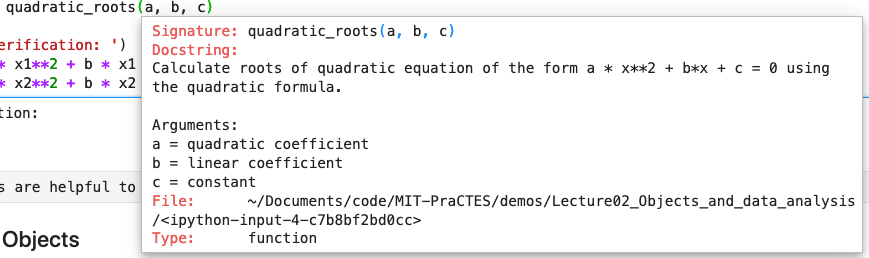 quadratic_roots(a, b, c)
Signature: quadratic_roots(a, b, c)
Docstring:
Calculate roots of quadratic equation of the form a * x**2 + b*x + c = 0 using
the quadratic formula.
Arguments:
a = quadratic coefficient
b = linear coefficient
c = constant
File: ~/Documents/code/MIT-PraCTES/demos/Lecture02_Objects_and_data_analysis
/<ipython-input-4-c7b8bf2bd0cc>
Type: function
erification: ')
* x1**2 + b * x1
* x2**2 + b * x2
tion:
s are helpful to
Objects